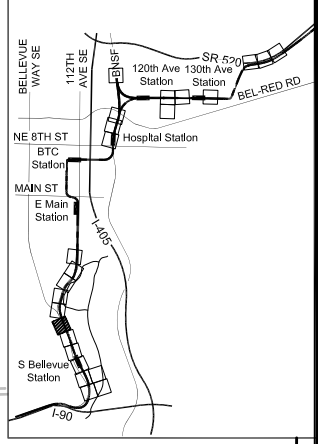 BELLEVUE
WAY SE
112TH
AVE SE
BNSF
SR 520
120th Ave
Station
130th Ave
Station
BEL-RED RD
NE 8TH ST
Hospital Station
BTC
Station
MAIN ST
E Main
Station
I-405
S Bellevue
Station
I-90